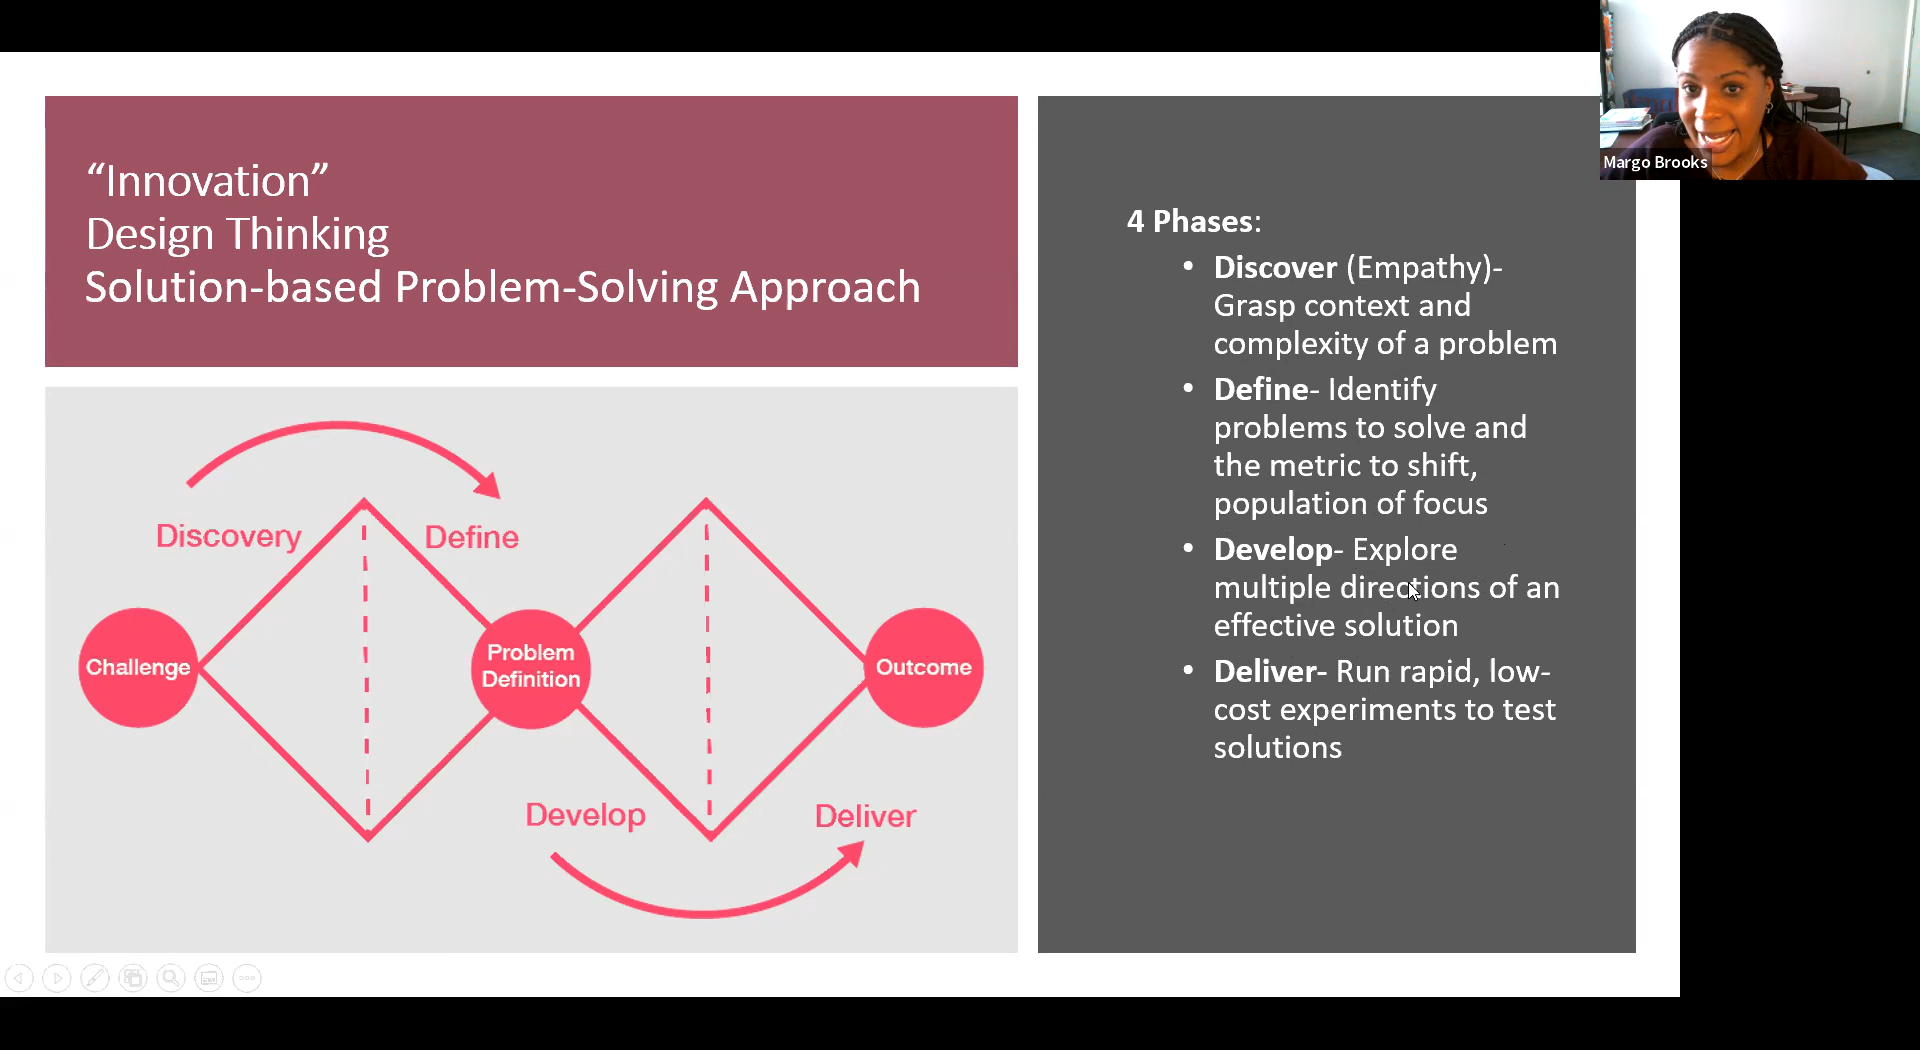 “Innovation”
Design Thinking
Solution-based Problem-Solving Approach
Discovery
Define
Challenge
Problem
Definition
Outcome
Develop
Deliver
4 Phases:
• Discover (Empathy)-
Grasp context and
complexity of a problem
• Define- Identify
problems to solve and
the metric to shift,
population of focus
• Develop- Explore
multiple directions of an
effective solution
• Deliver- Run rapid, low-
cost experiments to test
solutions
Margo Brooks